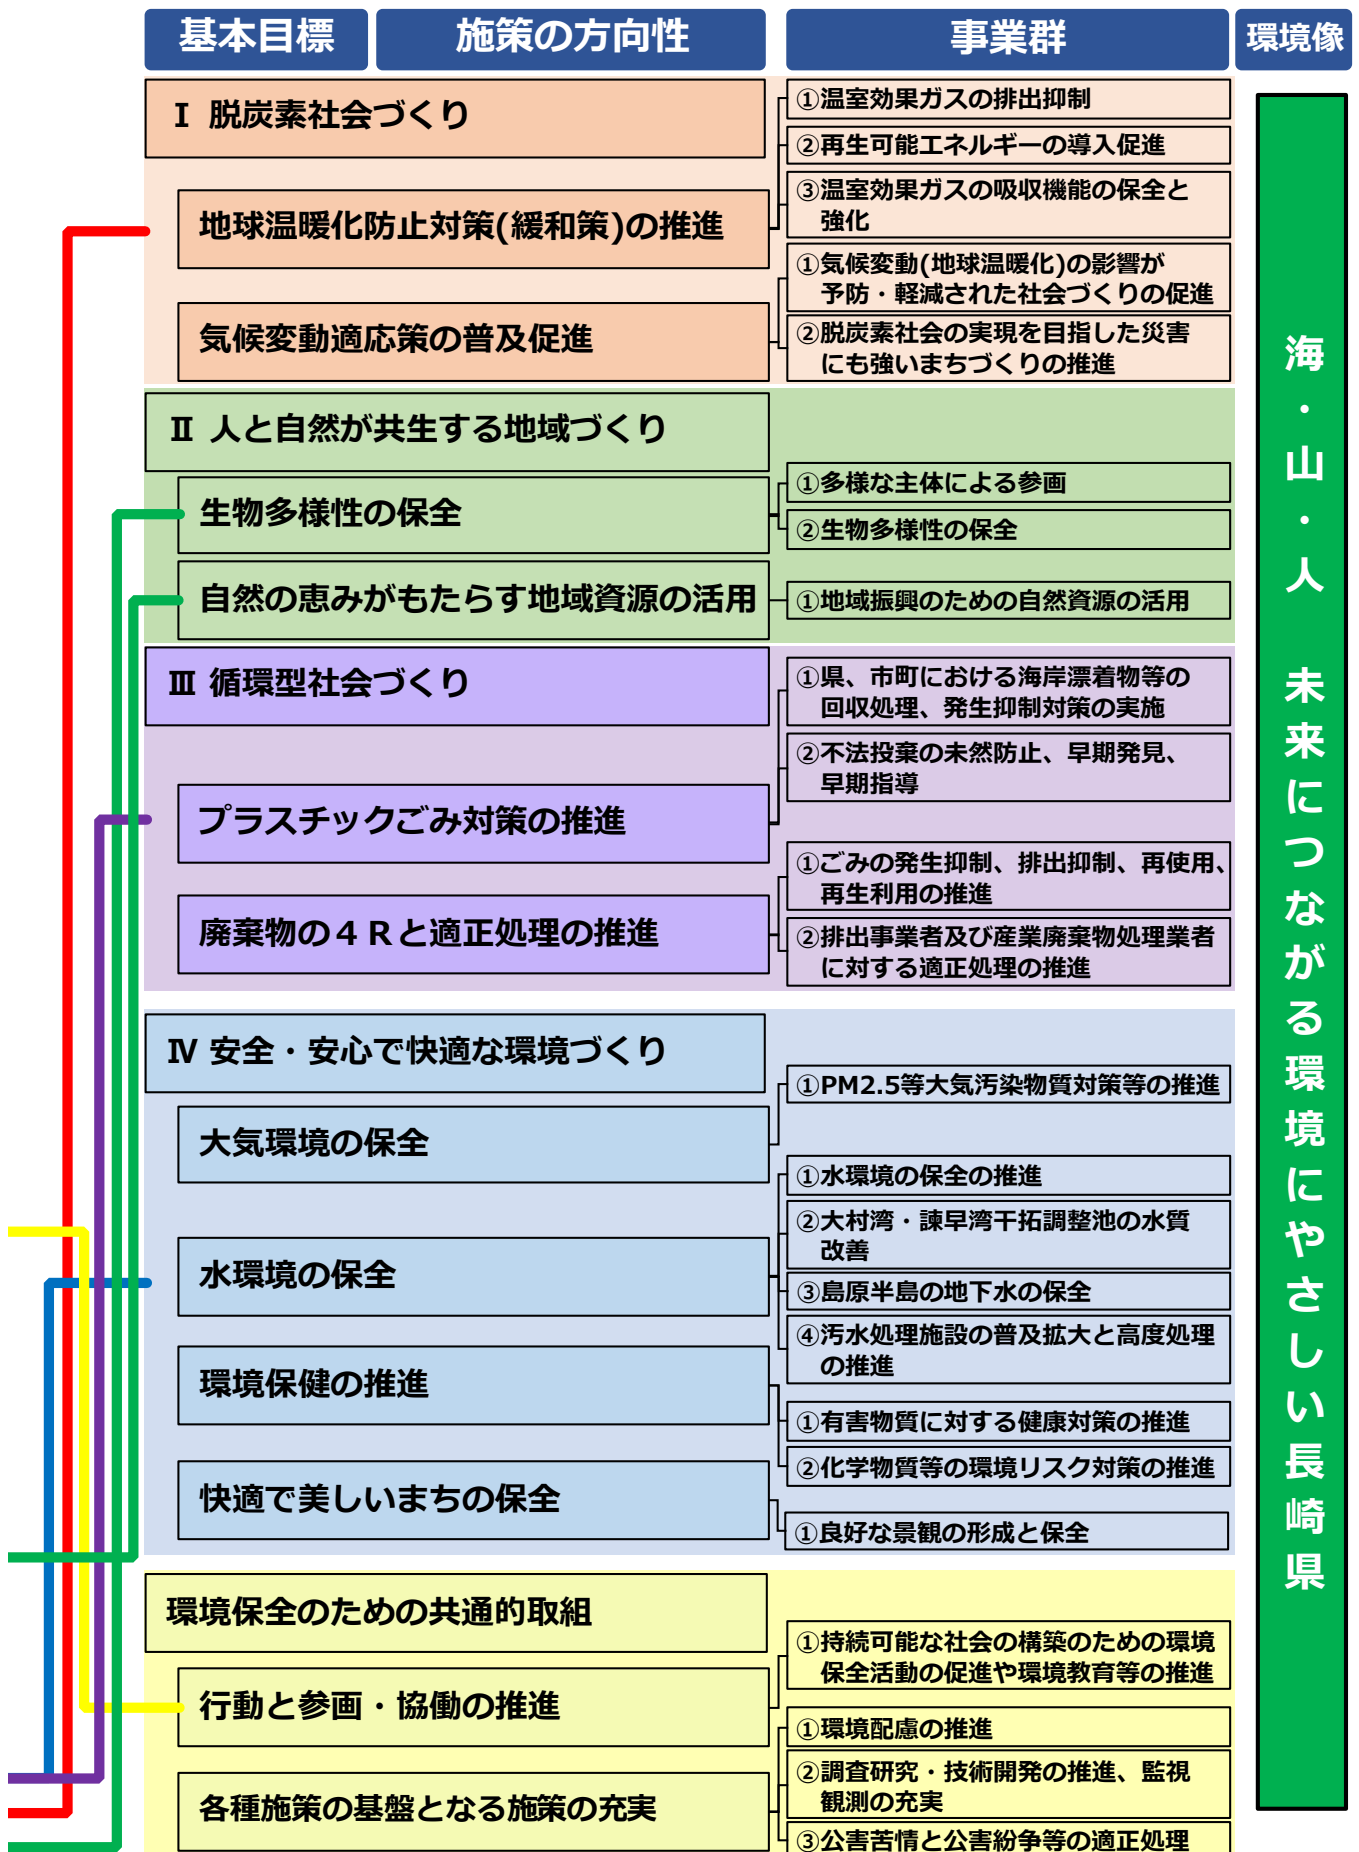 基本目標
施策の方向性
事業群
環境像
Ⅰ 脱炭素社会づくり
地球温暖化防止対策(緩和策)の推進
①温室効果ガスの排出抑制
②再生可能エネルギーの導入促進
③温室効果ガスの吸収機能の保全と
強化
気候変動適応策の普及促進
①気候変動(地球温暖化)の影響が
予防・軽減された社会づくりの促進
②脱炭素社会の実現を目指した災害
にも強いまちづくりの推進
Ⅱ 人と自然が共生する地域づくり
生物多様性の保全
①多様な主体による参画
②生物多様性の保全
自然の恵みがもたらす地域資源の活用
①地域振興のための自然資源の活用
Ⅲ 循環型社会づくり
プラスチックごみ対策の推進
①県、市町における海岸漂着物等の
回収処理、発生抑制対策の実施
②不法投棄の未然防止、早期発見、
早期指導
廃棄物の４Ｒと適正処理の推進
①ごみの発生抑制、排出抑制、再使用、
再生利用の推進
②排出事業者及び産業廃棄物処理業者
に対する適正処理の推進
Ⅳ 安全・安心で快適な環境づくり
大気環境の保全
①PM2.5等大気汚染物質対策等の推進
水環境の保全
①水環境の保全の推進
②大村湾・諫早湾干拓調整池の水質
改善
③島原半島の地下水の保全
④汚水処理施設の普及拡大と高度処理
の推進
環境保健の推進
①有害物質に対する健康対策の推進
②化学物質等の環境リスク対策の推進
快適で美しいまちの保全
①良好な景観の形成と保全
環境保全のための共通的取組
行動と参画・協働の推進
①持続可能な社会の構築のための環境
保全活動の促進や環境教育等の推進
各種施策の基盤となる施策の充実
①環境配慮の推進
②調査研究・技術開発の推進、監視
観測の充実
③公害苦情と公害紛争等の適正処理
海・山・人　未来につながる環境にやさしい長崎県